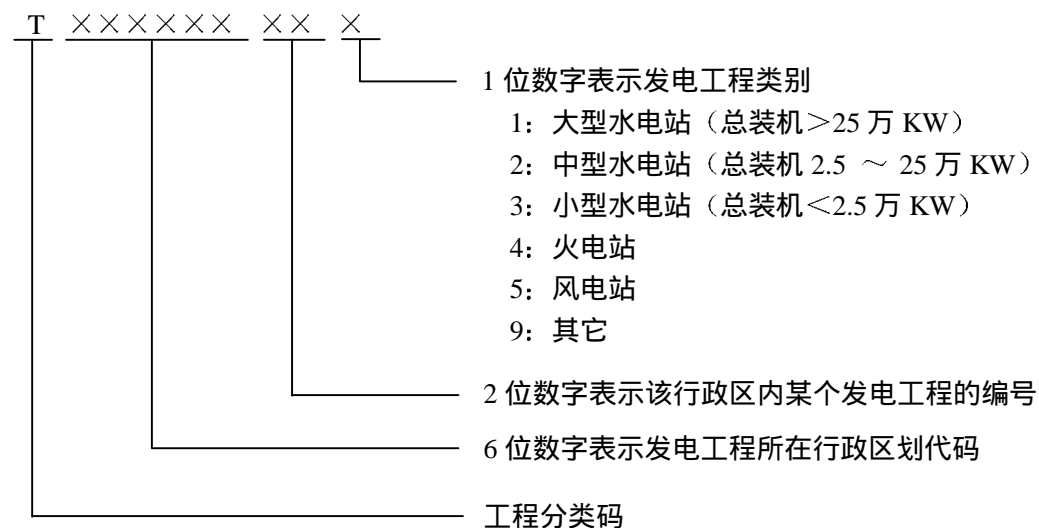 T ×××××× ×× ×
1 位数字表示发电工程类别
1：大型水电站（总装机＞25 万 KW）
2：中型水电站（总装机 2.5 ～ 25 万 KW）
3：小型水电站（总装机＜2.5 万 KW）
4：火电站
5：风电站
9：其它
2 位数字表示该行政区内某个发电工程的编号
6 位数字表示发电工程所在行政区划代码
工程分类码